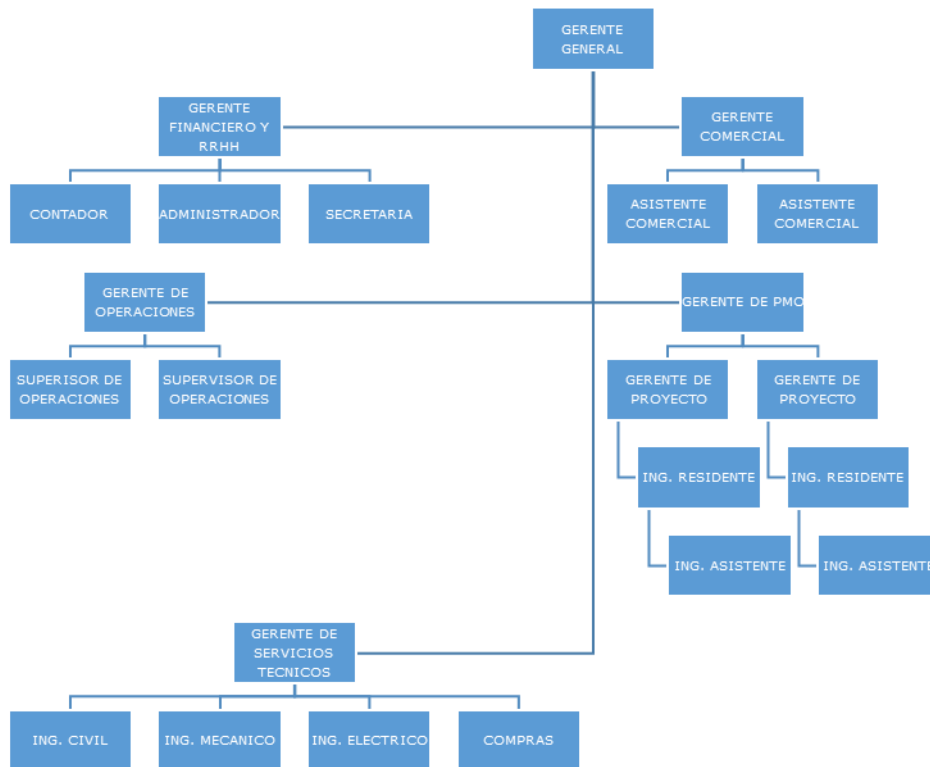 GERENTE
GENERAL
GERENTE
FINANCIERO Y
RRHH
GERENTE
COMERCIAL
CONTADOR
ADMINISTRADOR
SECRETARIA
ASISTENTE
COMERCIAL
ASISTENTE
COMERCIAL
GERENTE DE
OPERACIONES
GERENTE DE PMO
SUPERISOR DE
OPERACIONES
SUPERVISOR DE
OPERACIONES
GERENTE DE
PROYECTO
GERENTE DE
PROYECTO
ING. RESIDENTE
ING. RESIDENTE
ING. ASISTENTE
ING. ASISTENTE
GERENTE DE
SERVICIOS
TECNICOS
ING. CIVIL
ING. MECANICO
ING. ELECTRICO
COMPRAS